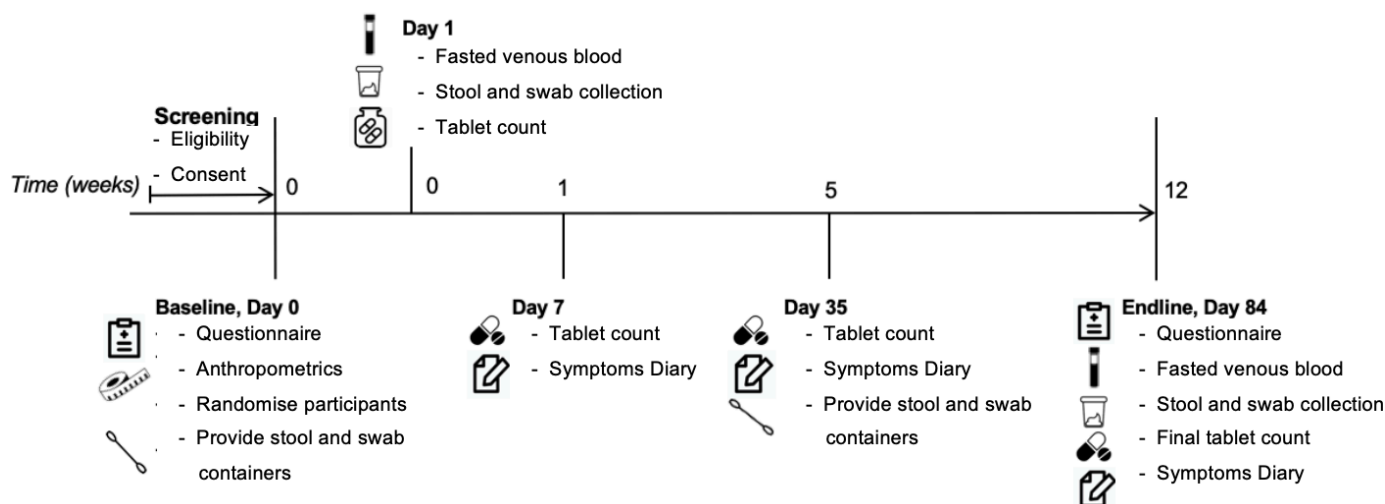 Day 1
- Fasted venous blood
- Stool and swab collection
- Tablet count
Screening
- Eligibility
- Consent
Time (weeks)
0
0
1
5
12
Baseline, Day 0
- Questionnaire
- Anthropometrics
- Randomise participants
- Provide stool and swab
containers
Day 7
- Tablet count
- Symptoms Diary
Day 35
- Tablet count
- Symptoms Diary
- Provide stool and swab
containers
Endline, Day 84
- Questionnaire
- Fasted venous blood
- Stool and swab collection
- Final tablet count
- Symptoms Diary